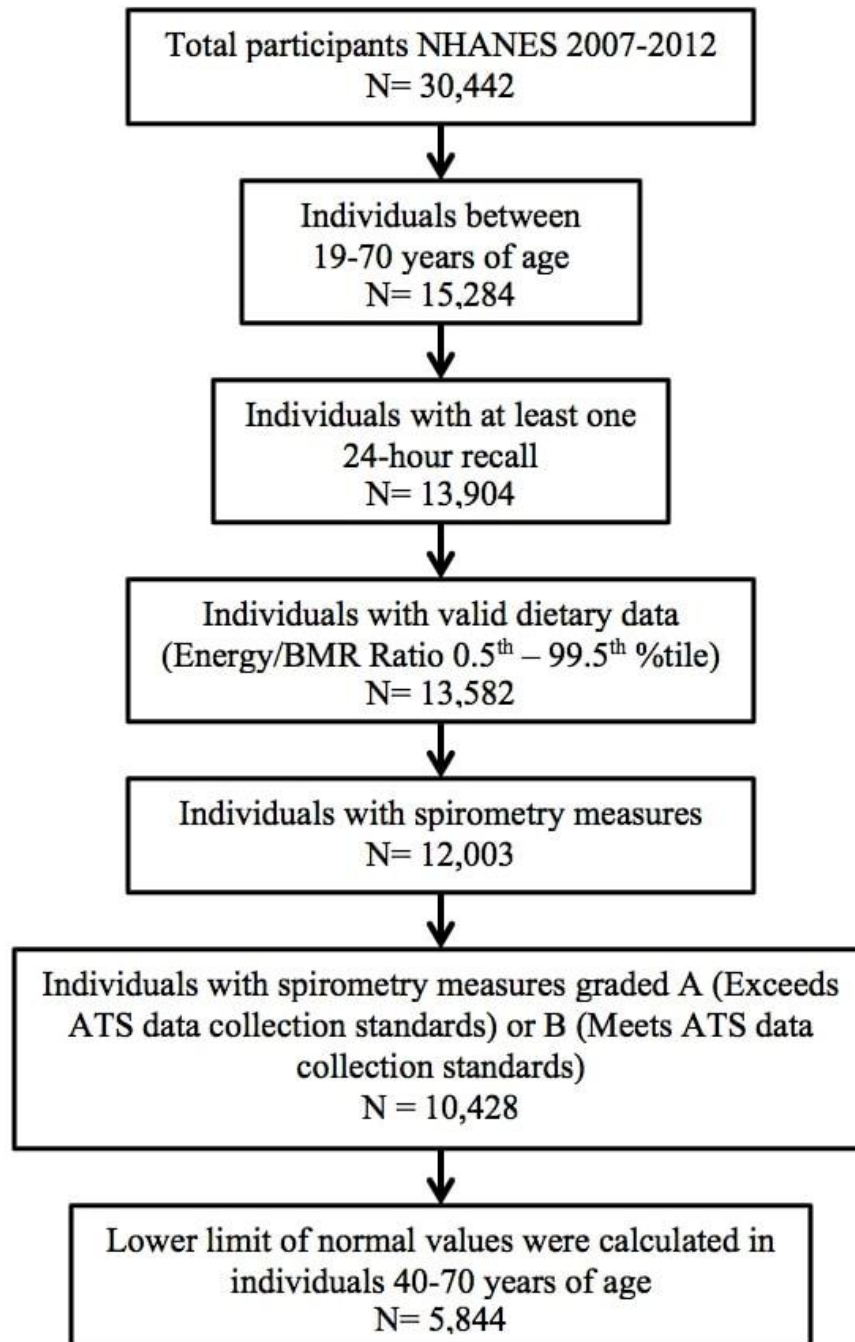 Total participants NHANES 2007-2012
N= 30,442
Individuals between
19-70 years of age
N= 15,284
Individuals with at least one
24-hour recall
N= 13,904
Individuals with valid dietary data
(Energy/BMR Ratio 0.5th – 99.5th %tile)
N= 13,582
Individuals with spirometry measures
N= 12,003
Individuals with spirometry measures graded A (Exceeds
ATS data collection standards) or B (Meets ATS data
collection standards)
N = 10,428
Lower limit of normal values were calculated in
individuals 40-70 years of age
N= 5,844